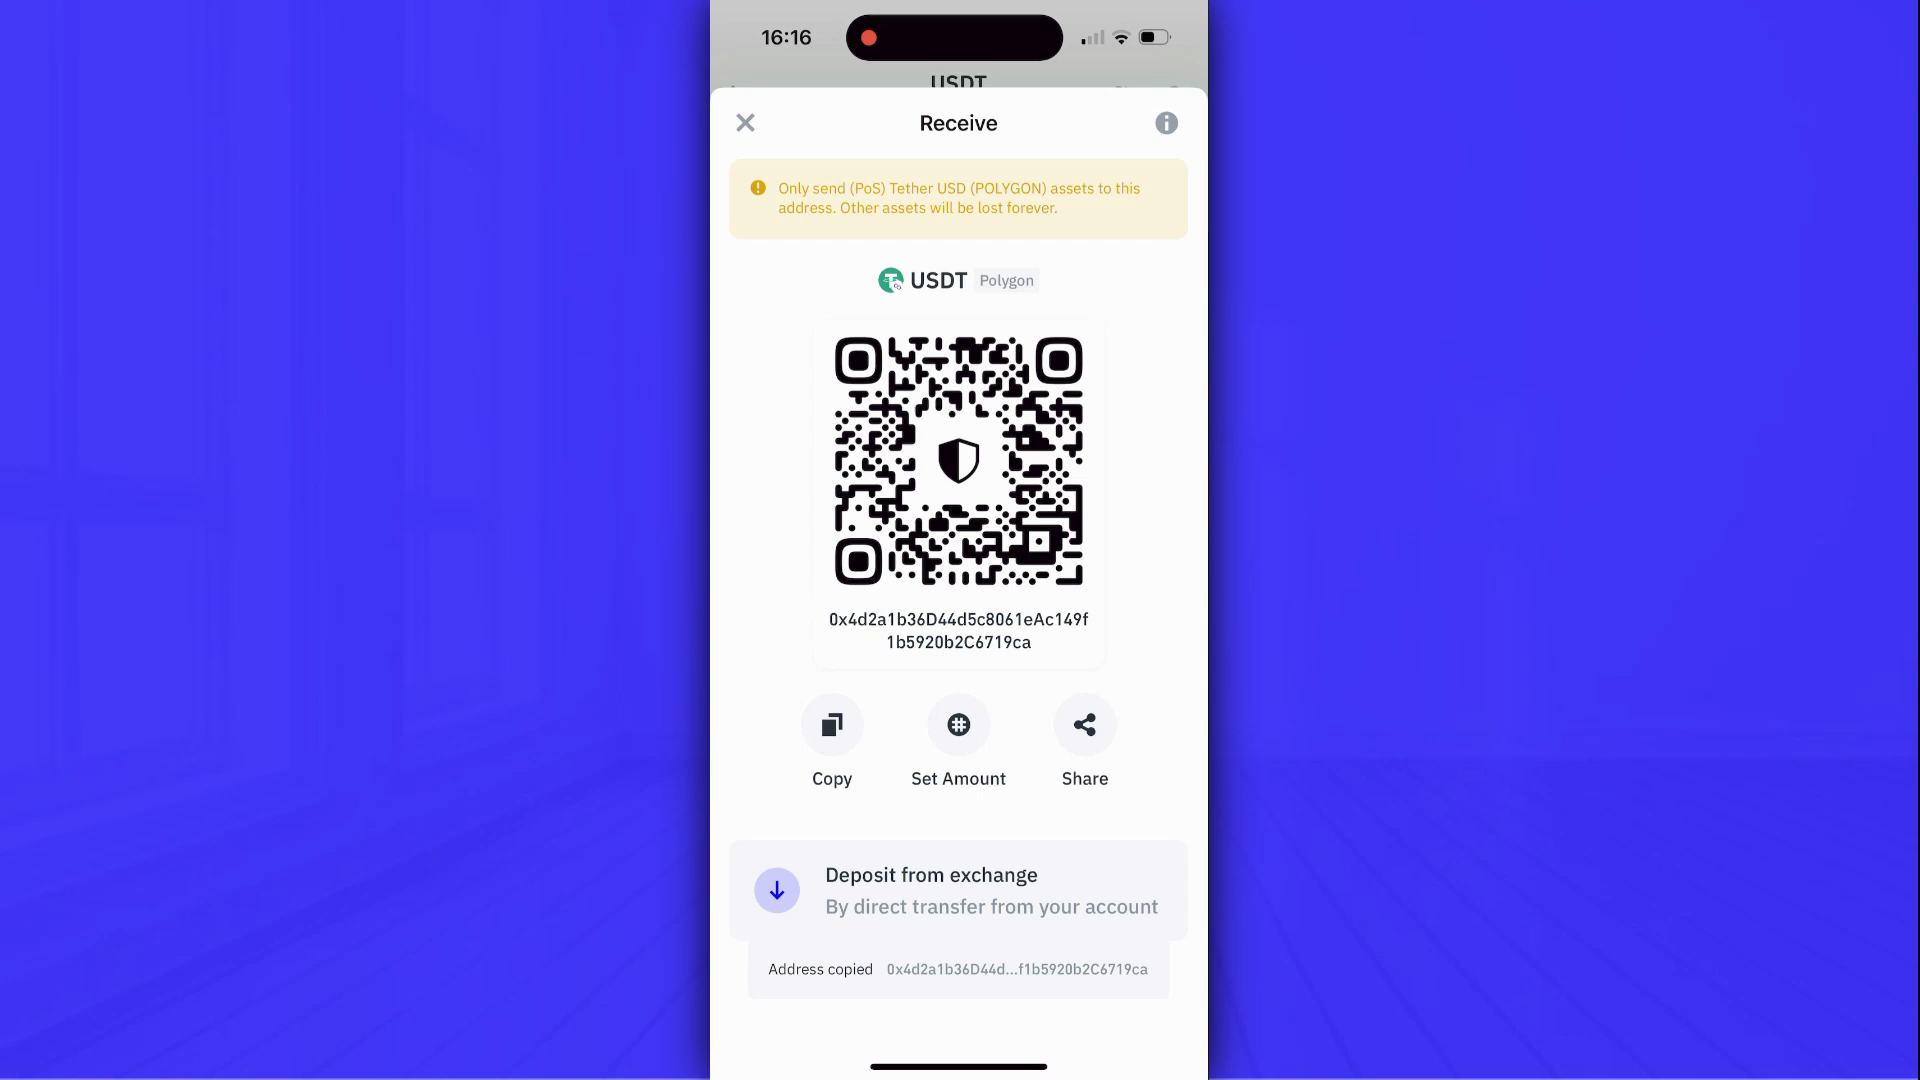 16:16
USDT
Receive
Only send (PoS) Tether USD (POLYGON) assets to this
address. Other assets will be lost forever.
USDT Polygon
0x4d2a1b36D44d5c8061eAc149f
1b5920b2C6719ca
Copy Set Amount Share
Deposit from exchange
By direct transfer from your account
Address copied 0x4d2a1b36D44d...f1b5920b2C6719ca